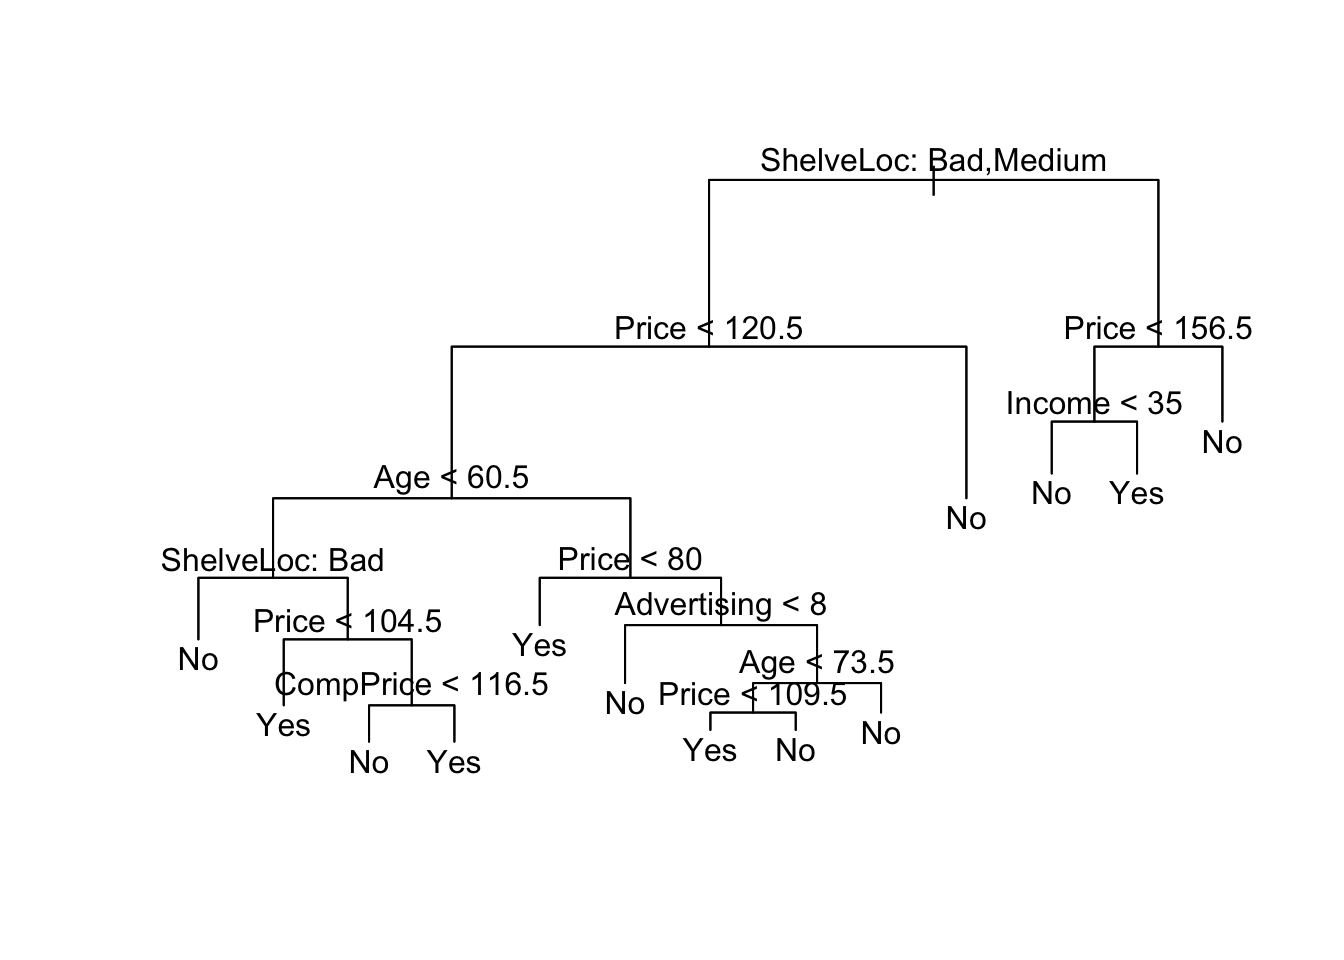 ShelveLoc: Bad,Medium
Price < 120.5
Price < 156.5
Income < 35
No
Age < 60.5
No
Yes
No
ShelveLoc: Bad
Price < 80
Advertising < 8
Price < 104.5
Yes
No
Age < 73.5
CompPrice < 116.5
No
Price < 109.5
Yes
No
Yes
No
No
Yes